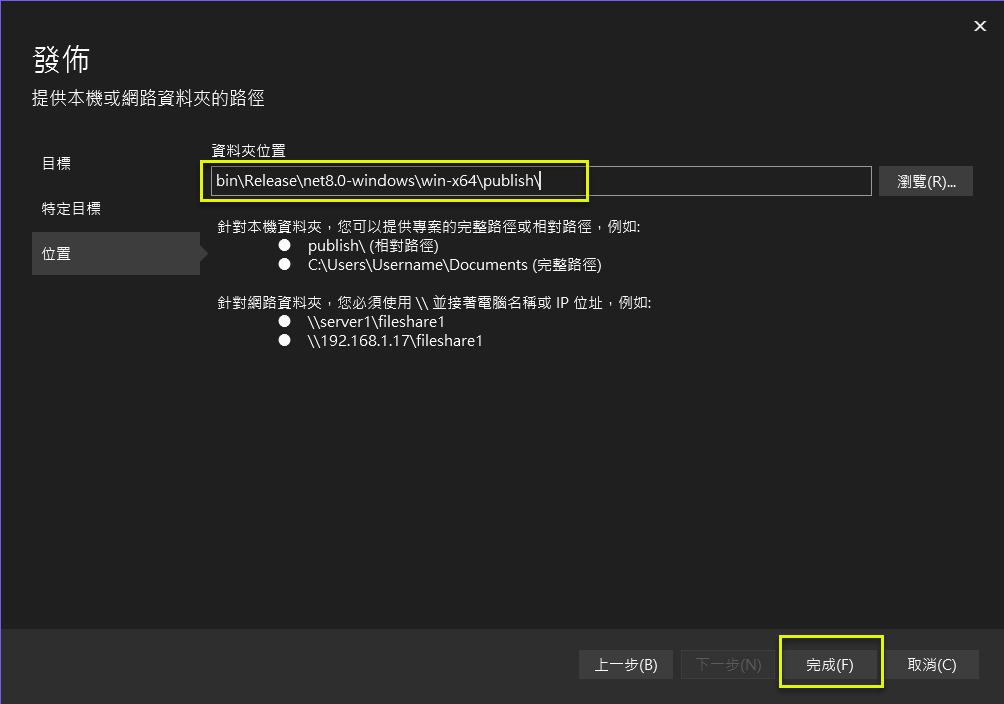 發佈
提供本機或網路資料夾的路徑
目標
特定目標
位置
資料夾位置
bin\Release\net8.0-windows\win-x64\publish\
瀏覽(R)...
針對本機資料夾，您可以提供專案的完整路徑或相對路徑，例如:
● publish\ (相對路徑)
● C:\Users\Username\Documents (完整路徑)
針對網路資料夾，您必須使用 \\ 並接著電腦名稱或 IP 位址，例如:
● \\server1\fileshare1
● \\192.168.1.17\fileshare1
上一步(B)
下一步(N)
完成(F)
取消(C)